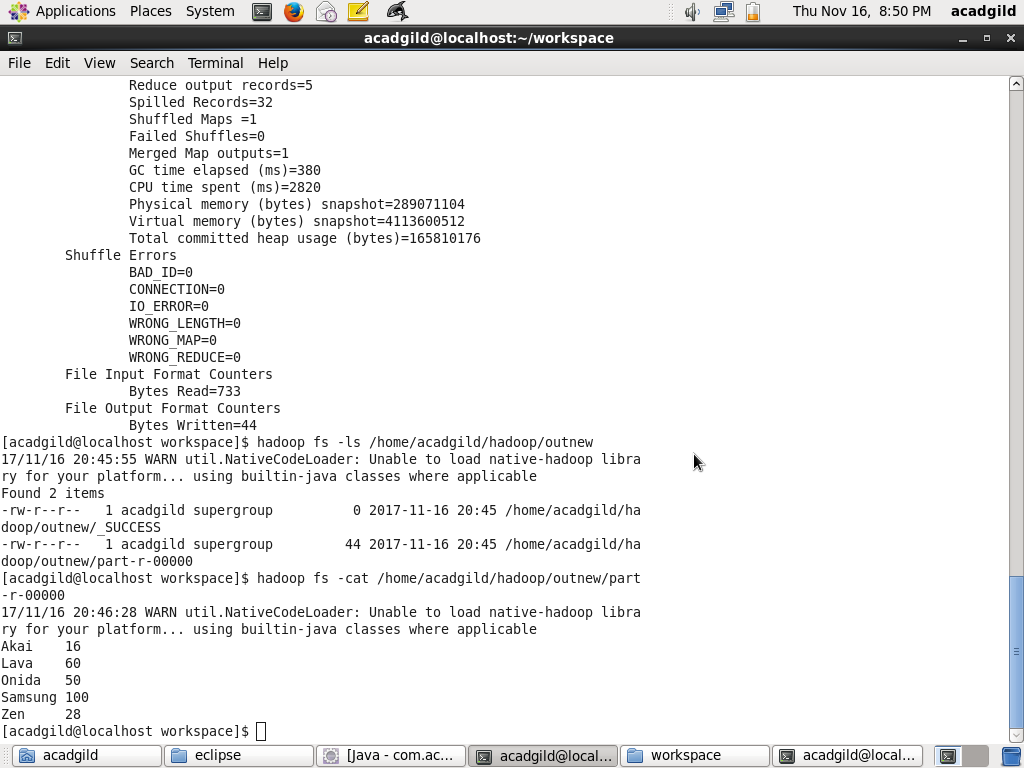 Applications Places System Thu Nov 16, 8:50 PM acadgild
acadgild@localhost:~/workspace
File Edit View Search Terminal Help
Reduce output records=5
Spilled Records=32
Shuffled Maps =1
Failed Shuffles=0
Merged Map outputs=1
GC time elapsed (ms)=380
CPU time spent (ms)=2820
Physical memory (bytes) snapshot=289071104
Virtual memory (bytes) snapshot=4113600512
Total committed heap usage (bytes)=165810176
Shuffle Errors
BAD_ID=0
CONNECTION=0
IO_ERROR=0
WRONG_LENGTH=0
WRONG_MAP=0
WRONG_REDUCE=0
File Input Format Counters
Bytes Read=733
File Output Format Counters
Bytes Written=44
[acadgild@localhost workspace]$ hadoop fs -ls /home/acadgild/hadoop/outnew
17/11/16 20:45:55 WARN util.NativeCodeLoader: Unable to load native-hadoop libra
ry for your platform... using builtin-java classes where applicable
Found 2 items
-rw-r--r--   1 acadgild supergroup          0 2017-11-16 20:45 /home/acadgild/ha
doop/outnew/_SUCCESS
-rw-r--r--   1 acadgild supergroup         44 2017-11-16 20:45 /home/acadgild/ha
doop/outnew/part-r-00000
[acadgild@localhost workspace]$ hadoop fs -cat /home/acadgild/hadoop/outnew/part
-r-00000
17/11/16 20:46:28 WARN util.NativeCodeLoader: Unable to load native-hadoop libra
ry for your platform... using builtin-java classes where applicable
Akai    16
Lava    60
Onida   50
Samsung 100
Zen     28
[acadgild@localhost workspace]$
acadgild eclipse [Java - com.ac... acadgild@local... workspace acadgild@local...